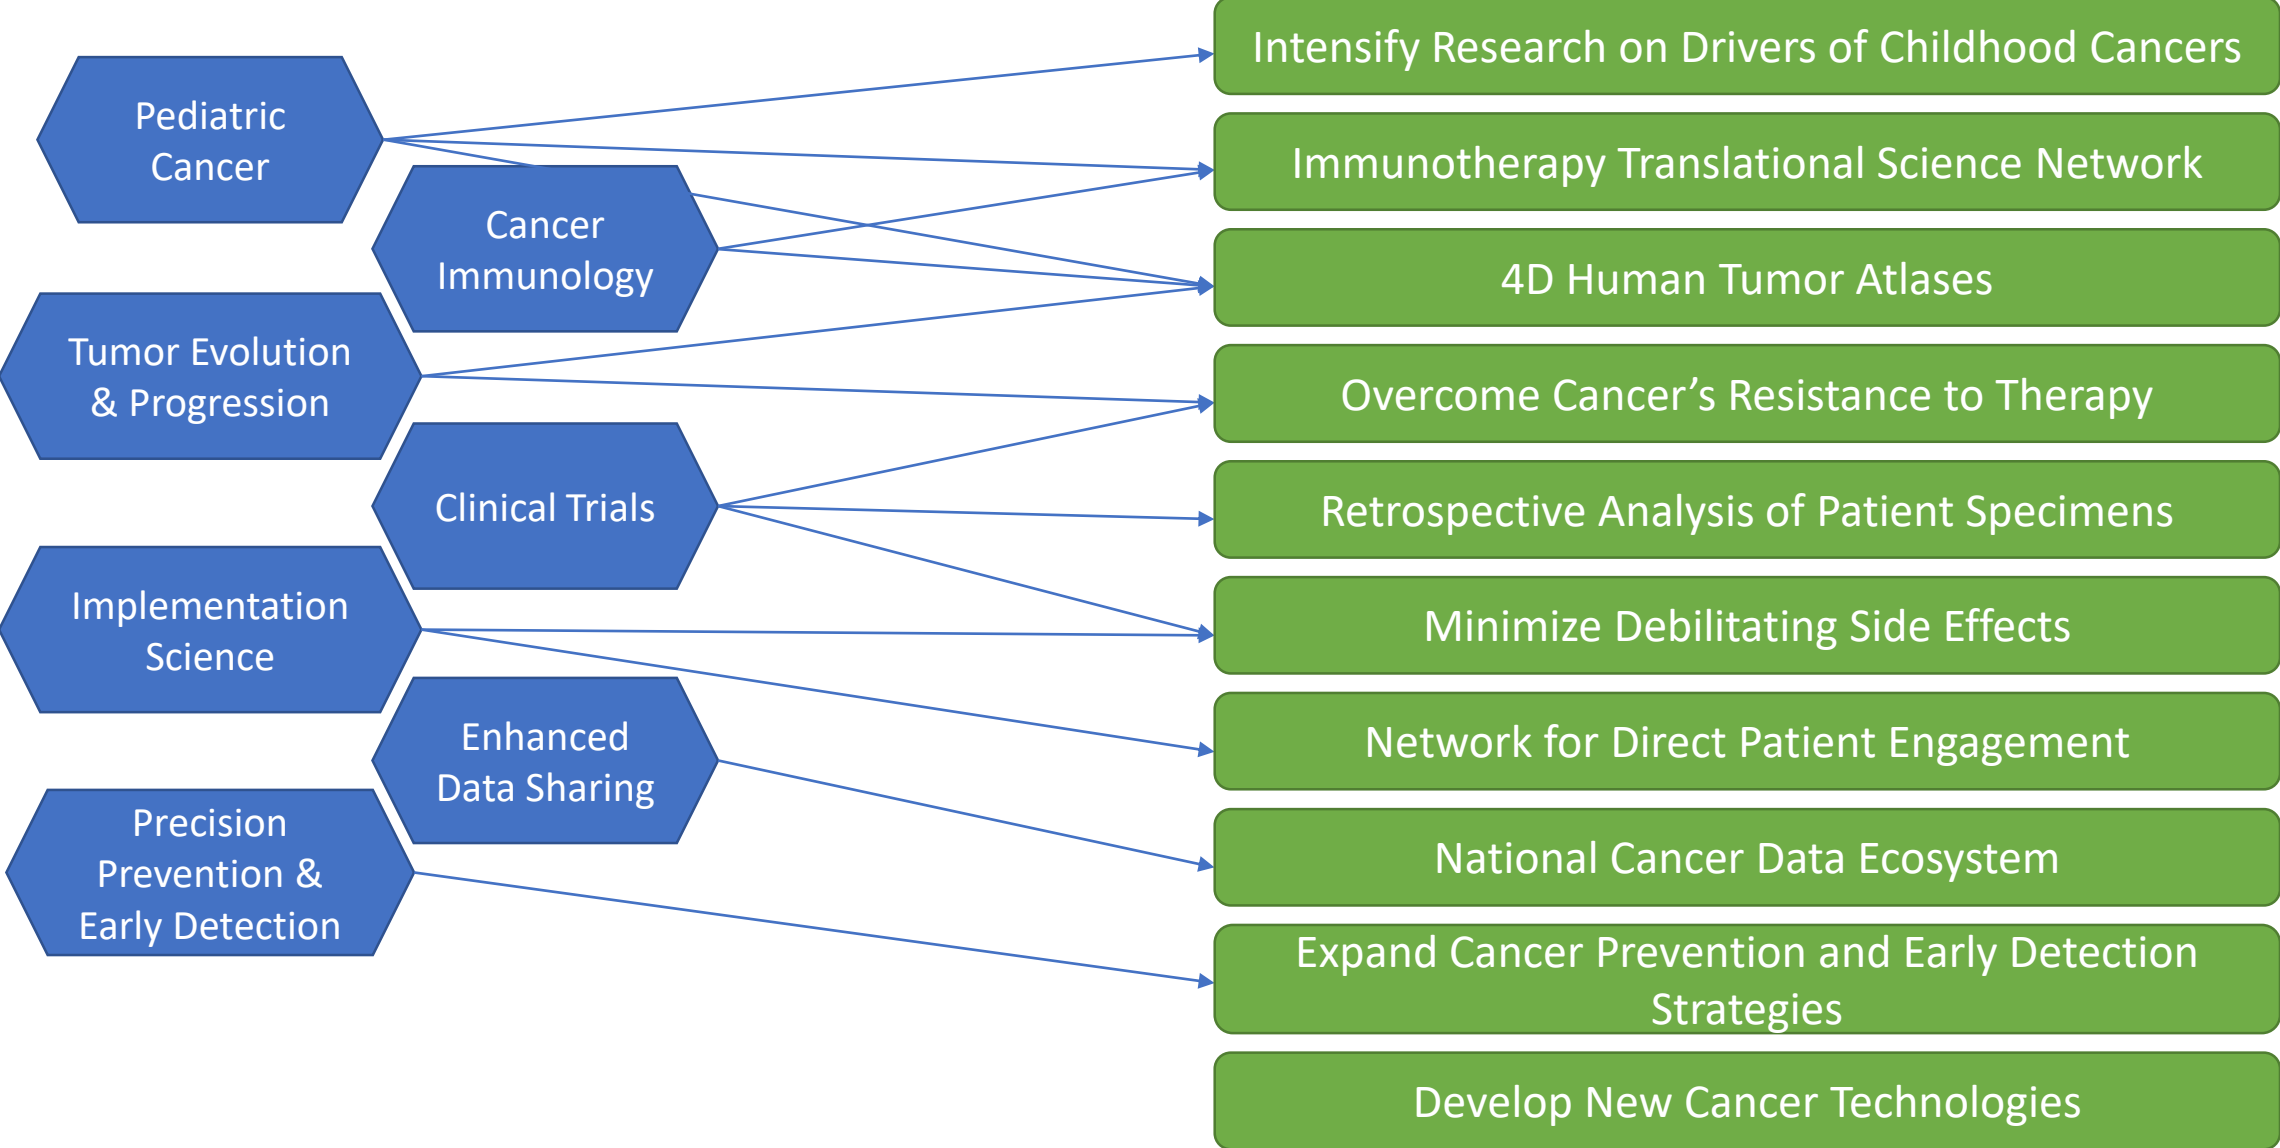 Pediatric
Cancer
Cancer
Immunology
Tumor Evolution
& Progression
Clinical Trials
Implementation
Science
Enhanced
Data Sharing
Precision
Prevention &
Early Detection
Intensify Research on Drivers of Childhood Cancers
Immunotherapy Translational Science Network
4D Human Tumor Atlases
Overcome Cancer’s Resistance to Therapy
Retrospective Analysis of Patient Specimens
Minimize Debilitating Side Effects
Network for Direct Patient Engagement
National Cancer Data Ecosystem
Expand Cancer Prevention and Early Detection
Strategies
Develop New Cancer Technologies